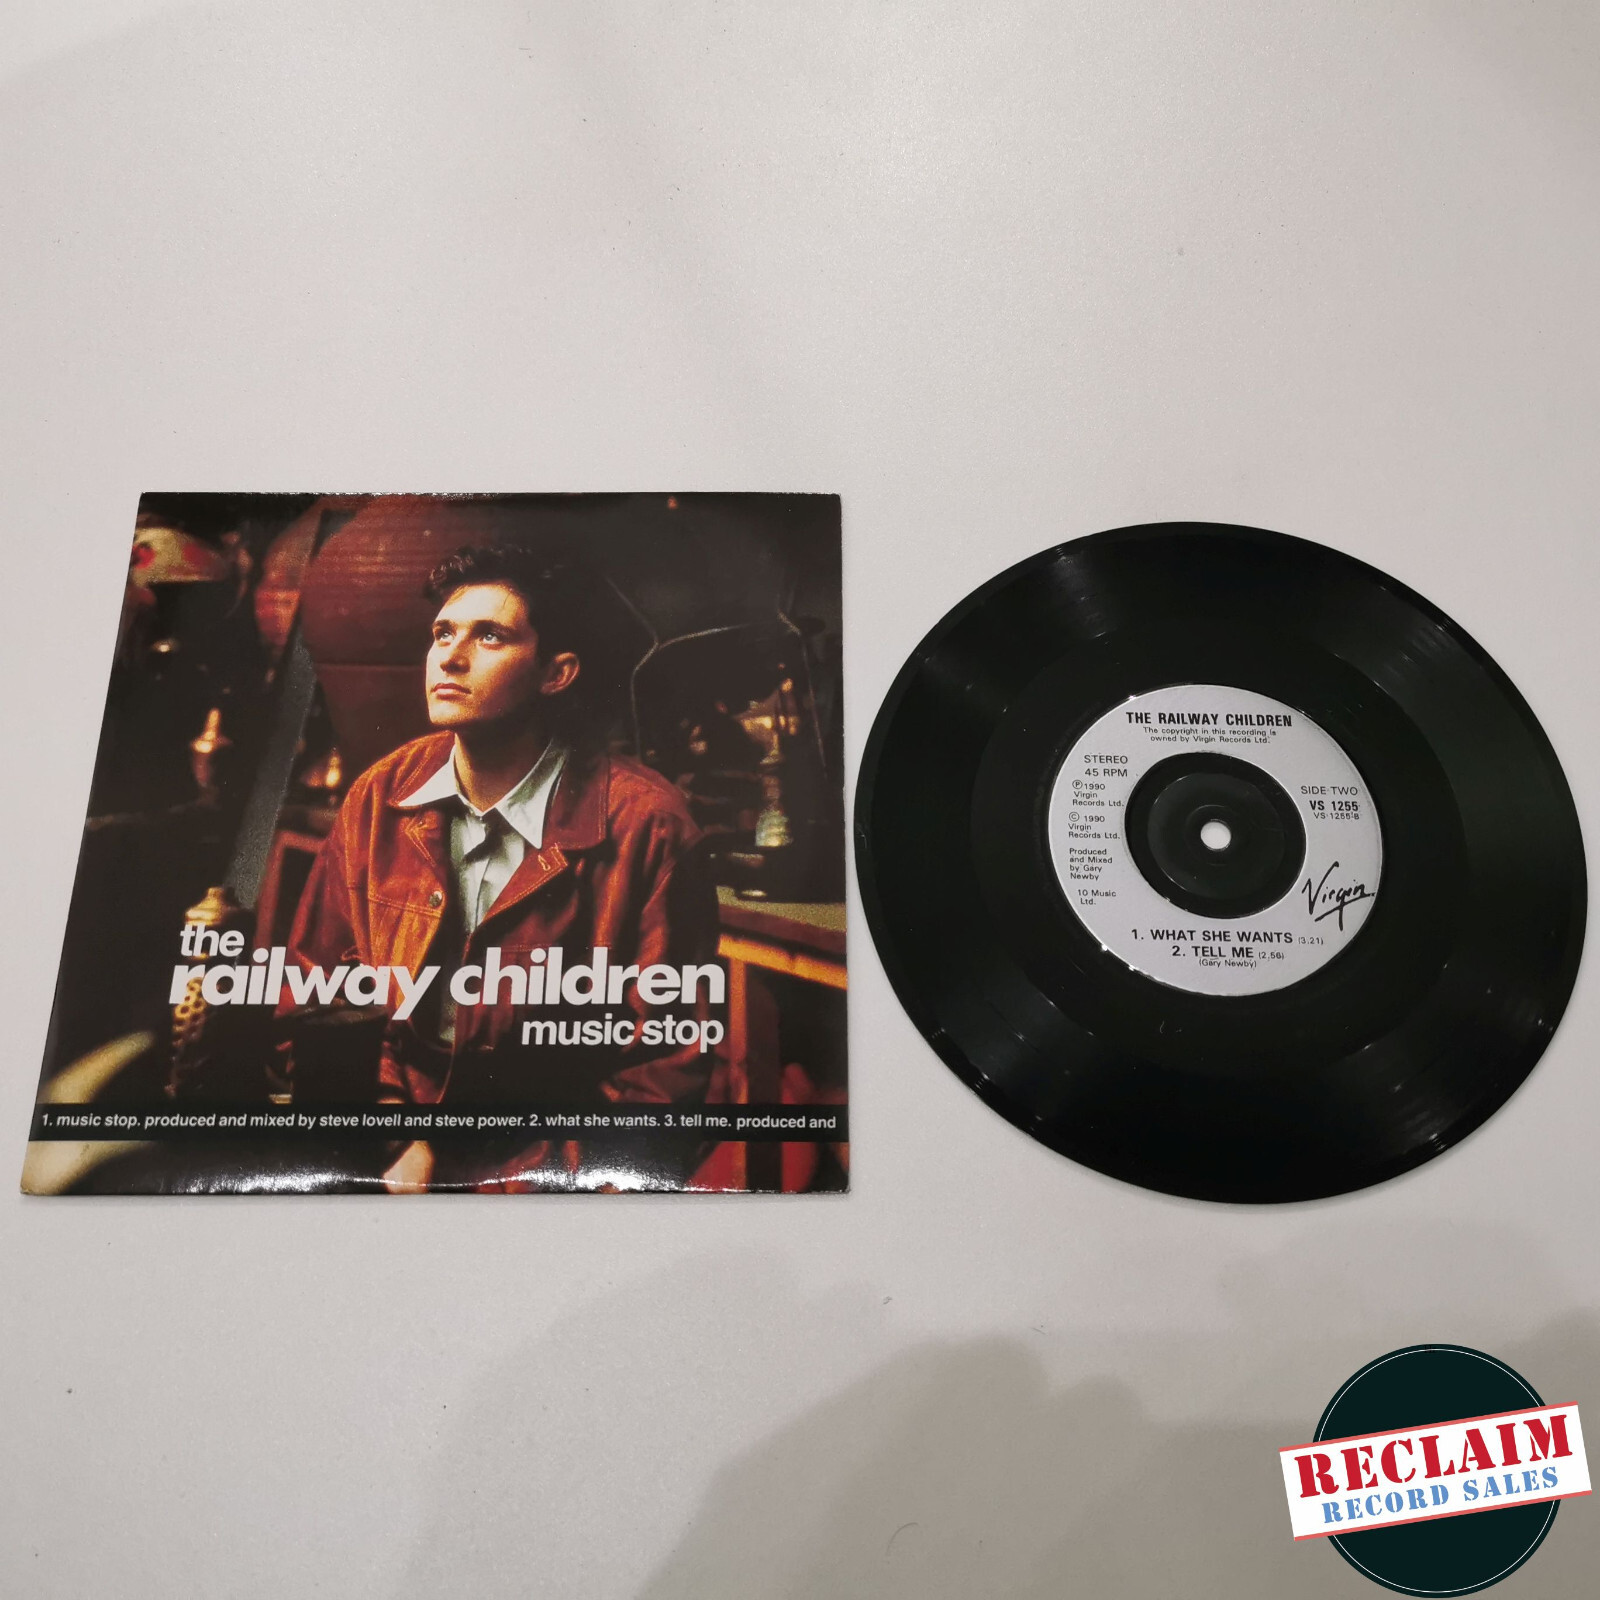 the
railway children
music stop
1. music stop. produced and mixed by steve lovell and steve power. 2. what she wants. 3. tell me. produced and
THE RAILWAY CHILDREN
The copyright in this recording is
owned by Virgin Records Ltd.
STEREO
45 RPM
Ⓟ1990
Virgin
Records Ltd.
© 1990
Virgin
Records Ltd.
Produced
and Mixed
by Gary
Newby
10 Music
Ltd.
SIDE TWO
VS 1255
VS 1255 B
Virgin
1. WHAT SHE WANTS (3.21)
2. TELL ME (2.56)
(Gary Newby)
RECLAIM
RECORD SALES